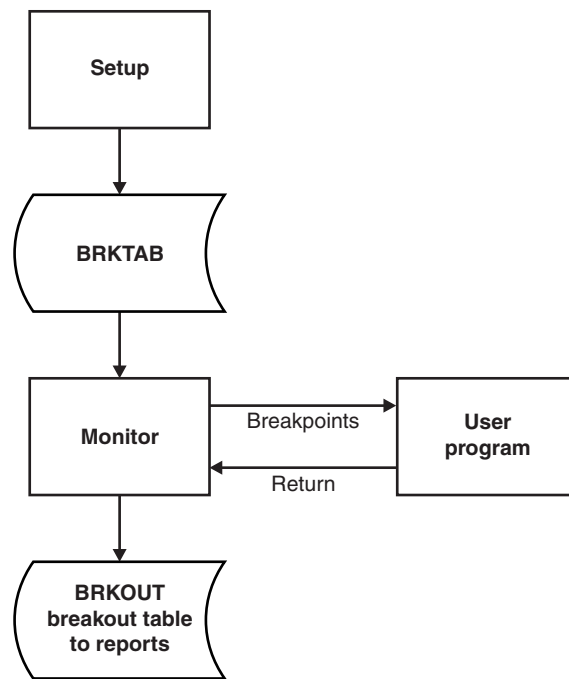 Setup
BRKTAB
Monitor
Breakpoints
Return
User
program
BRKOUT
breakout table
to reports